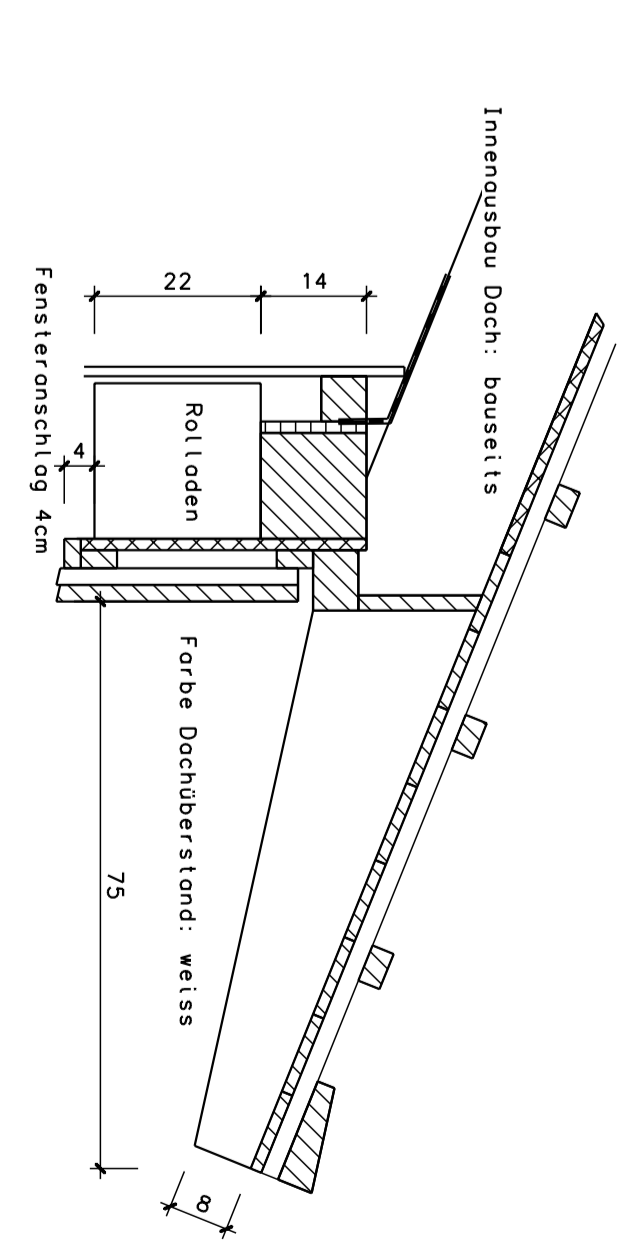 Innenausbau Dach: bauseits
14
22
Rolladen
4
Fensteranschlag 4cm
Farbe Dachüberstand: weiss
75
8